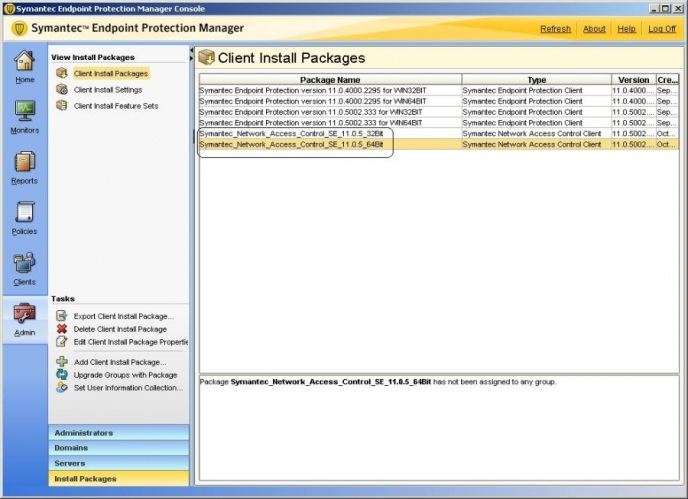 Symantec Endpoint Protection Manager Console
Symantec™ Endpoint Protection Manager
Refresh About Help Log Off
Home
Monitors
Reports
Policies
Clients
Admin
View Install Packages
Client Install Packages
Client Install Settings
Client Install Feature Sets
Tasks
Export Client Install Package...
Delete Client Install Package
Edit Client Install Package Propertie
Add Client Install Package...
Upgrade Groups with Package
Set User Information Collection...
Administrators
Domains
Servers
Install Packages
Client Install Packages
Package Name Type Version Cre...
Symantec Endpoint Protection version 11.0.4000.2295 for WIN32BIT Symantec Endpoint Protection Client 11.0.4000.... Sep...
Symantec Endpoint Protection version 11.0.4000.2295 for WIN64BIT Symantec Endpoint Protection Client 11.0.4000.... Sep...
Symantec Endpoint Protection version 11.0.5002.333 for WIN32BIT Symantec Endpoint Protection Client 11.0.5002.... Sep...
Symantec Endpoint Protection version 11.0.5002.333 for WIN64BIT Symantec Endpoint Protection Client 11.0.5002.... Sep...
Symantec_Network_Access_Control_SE_11.0.5_32Bit Symantec Network Access Control Client 11.0.5002.... Oct...
Symantec_Network_Access_Control_SE_11.0.5_64Bit Symantec Network Access Control Client 11.0.5002.... Oct...
Package Symantec_Network_Access_Control_SE_11.0.5_64Bit has not been assigned to any group.